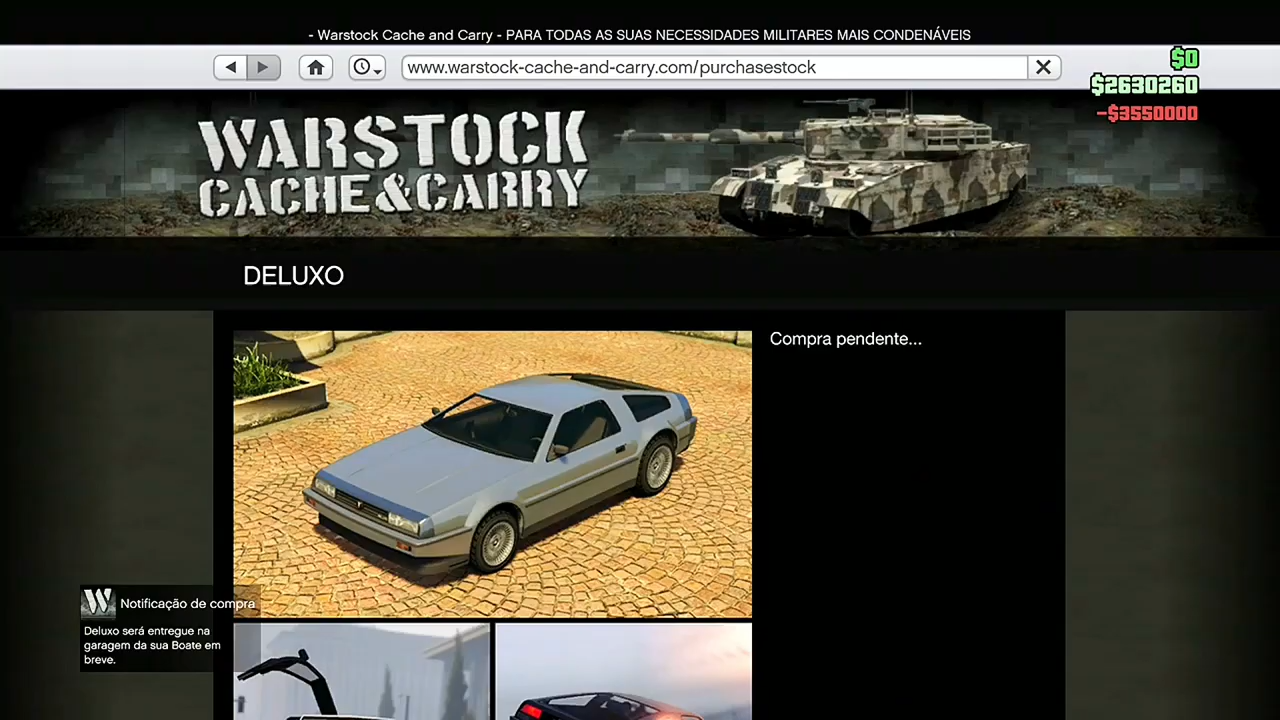 - Warstock Cache and Carry - PARA TODAS AS SUAS NECESSIDADES MILITARES MAIS CONDENÁVEIS
www.warstock-cache-and-carry.com/purchasestock
$0
$2630260
-$3550000
WARSTOCK
CACHE&CARRY
DELUXO
Compra pendente...
W Notificação de compra
Deluxo será entregue na
garagem da sua Boate em
breve.